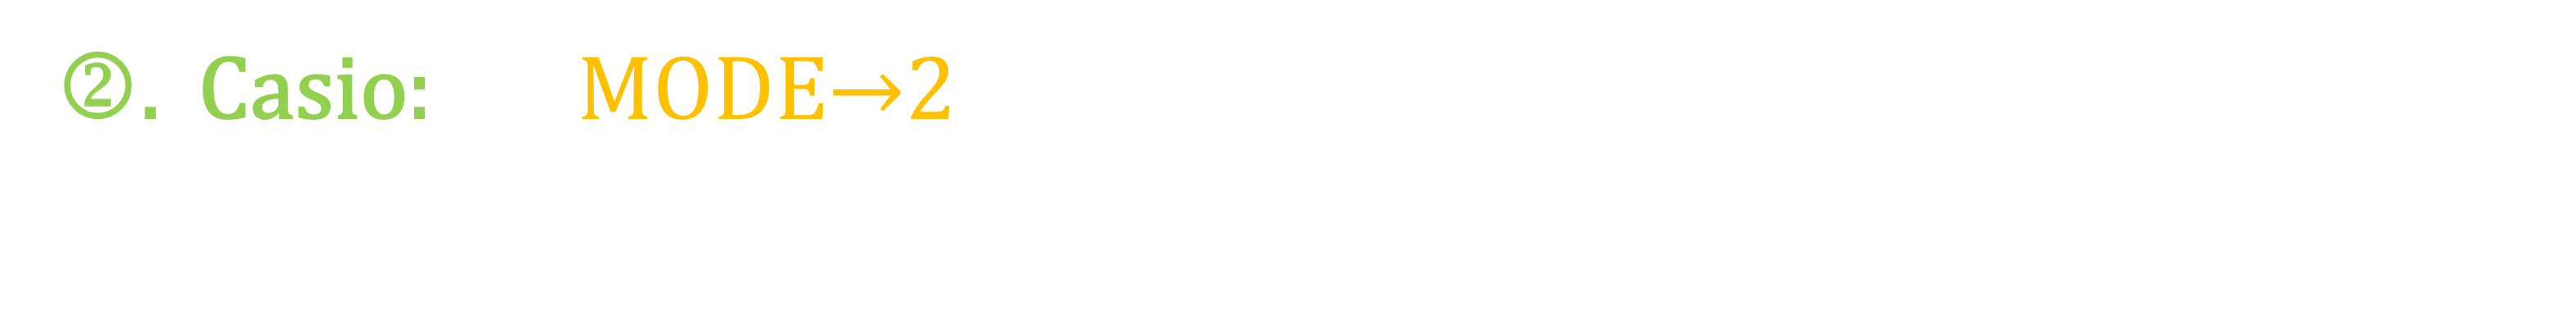 ②. Casio: MODE→2